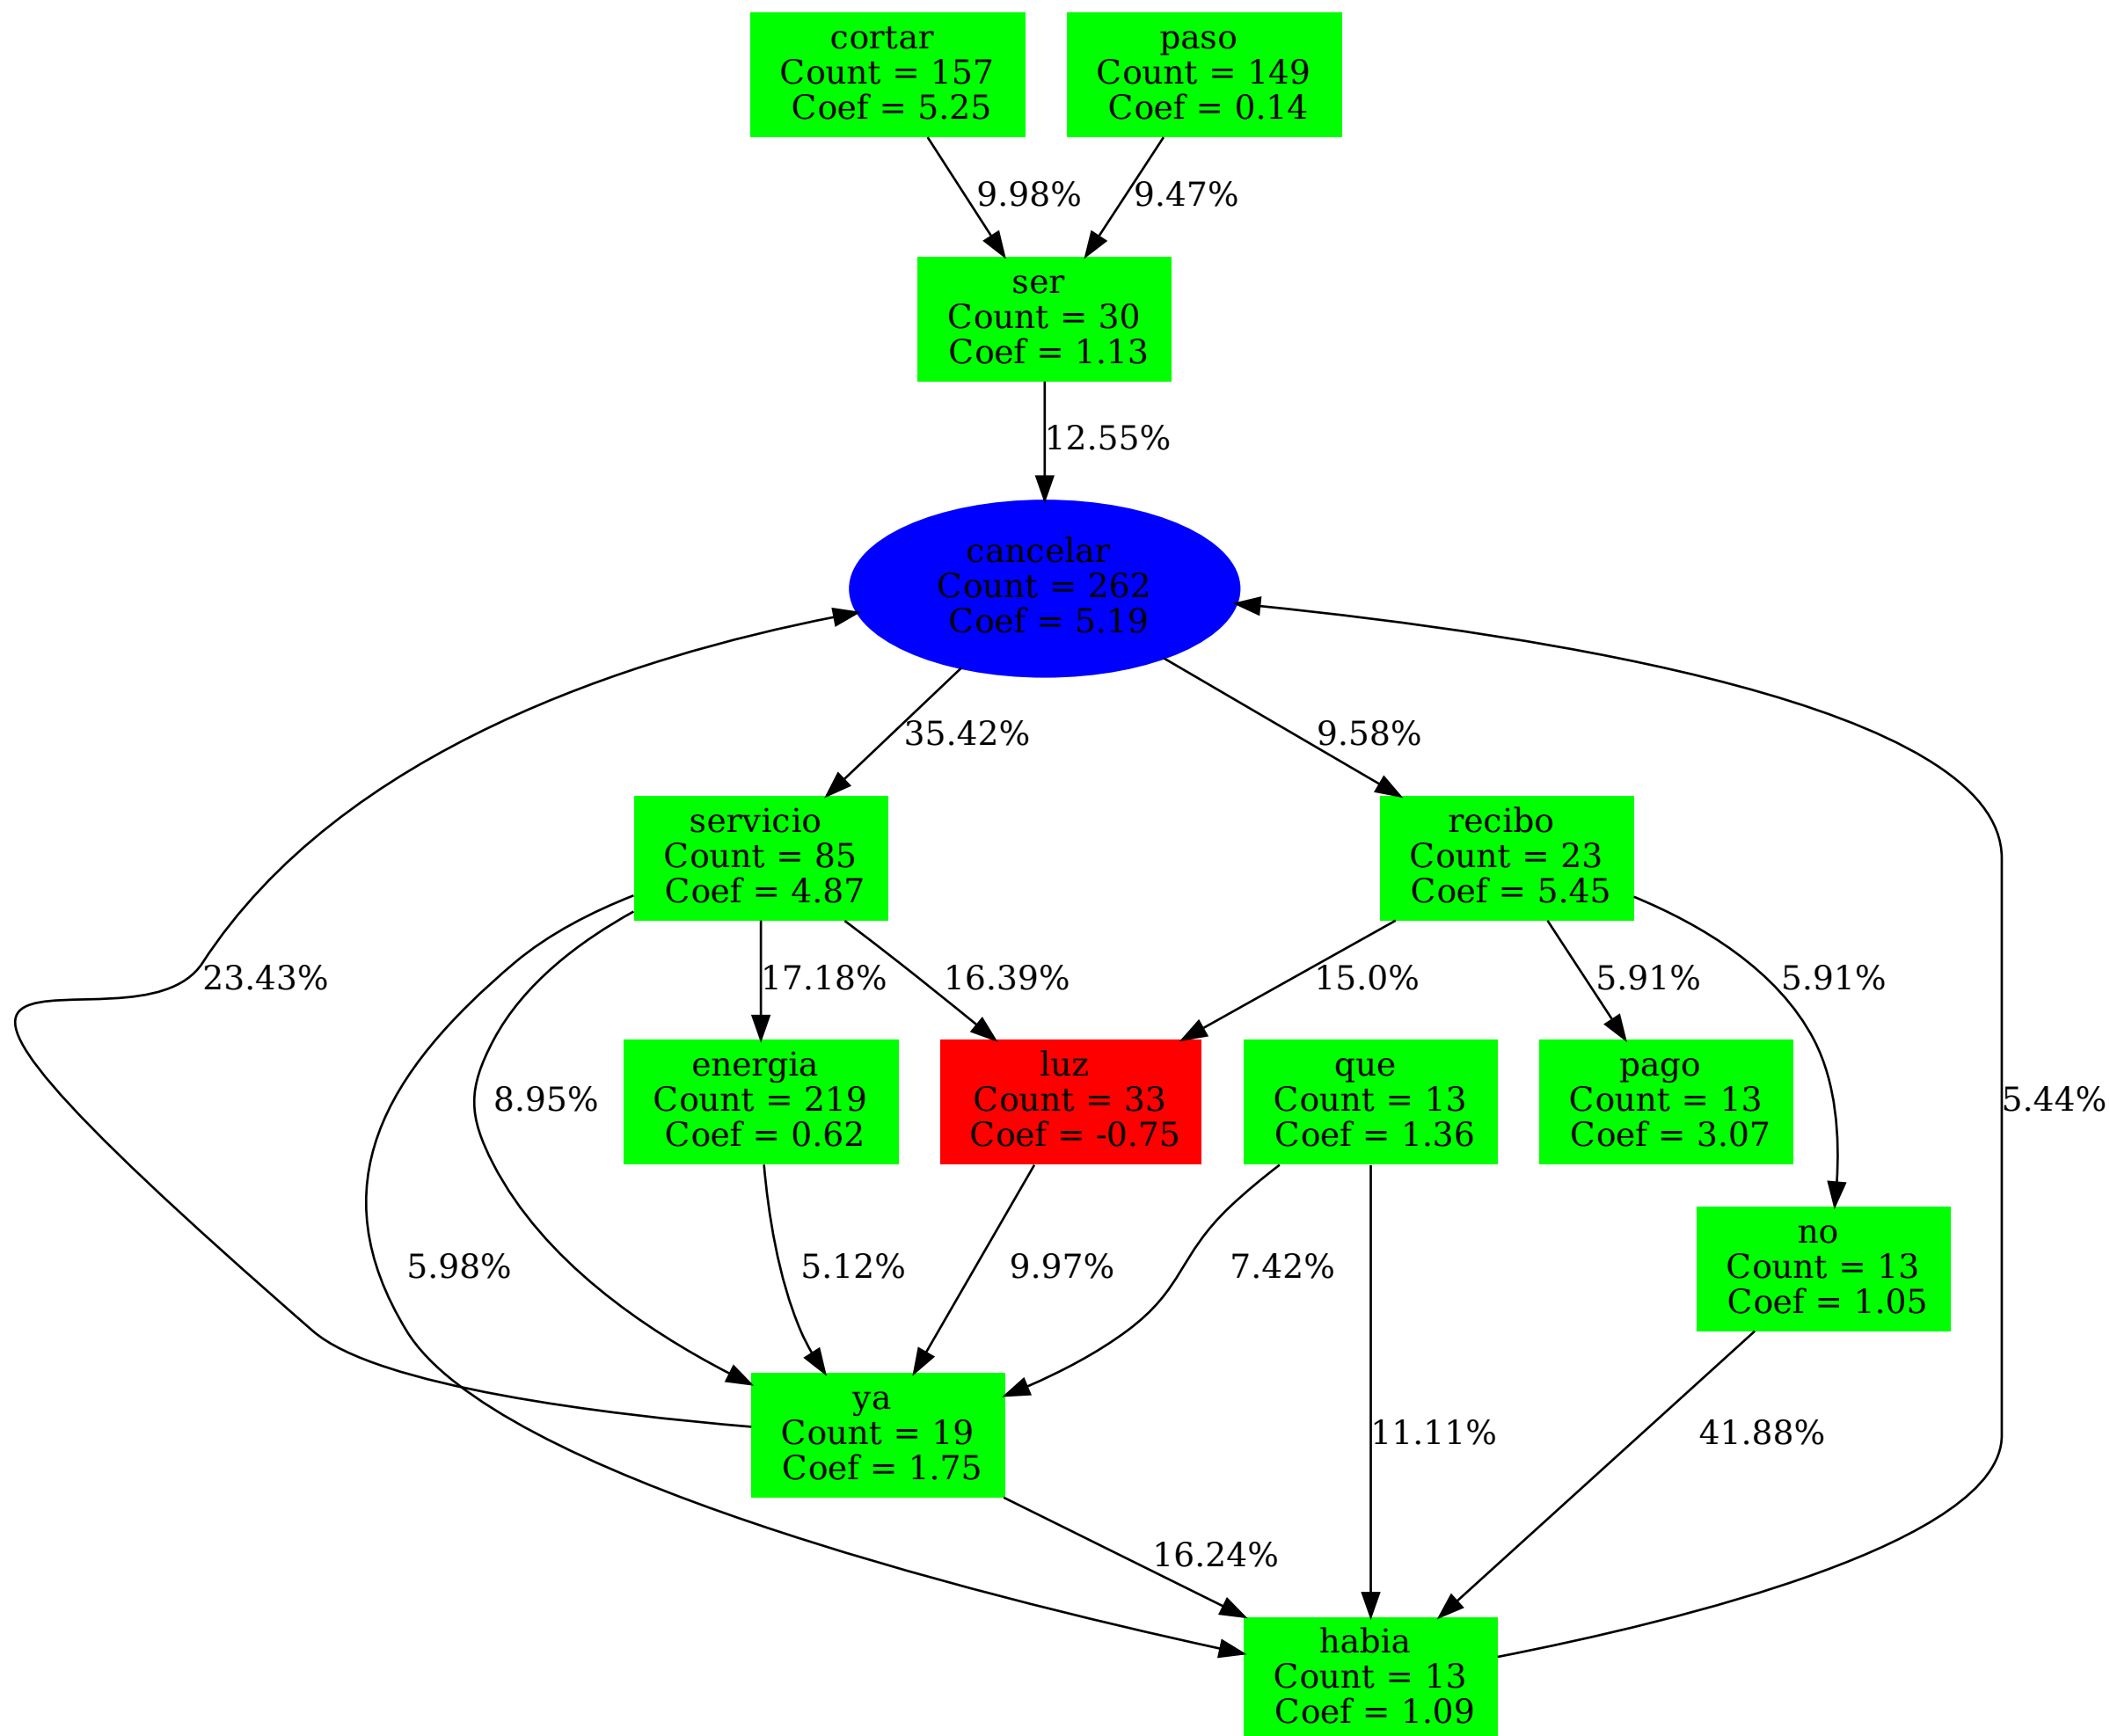 cortar
Count = 157
Coef = 5.25
paso
Count = 149
Coef = 0.14
9.98%
9.47%
ser
Count = 30
Coef = 1.13
12.55%
cancelar
Count = 262
Coef = 5.19
35.42%
9.58%
servicio
Count = 85
Coef = 4.87
recibo
Count = 23
Coef = 5.45
23.43%
17.18%
16.39%
15.0%
5.91%
5.91%
8.95%
energia
Count = 219
Coef = 0.62
luz
Count = 33
Coef = -0.75
que
Count = 13
Coef = 1.36
pago
Count = 13
Coef = 3.07
5.44%
5.98%
5.12%
9.97%
7.42%
no
Count = 13
Coef = 1.05
ya
Count = 19
Coef = 1.75
11.11%
41.88%
16.24%
habia
Count = 13
Coef = 1.09